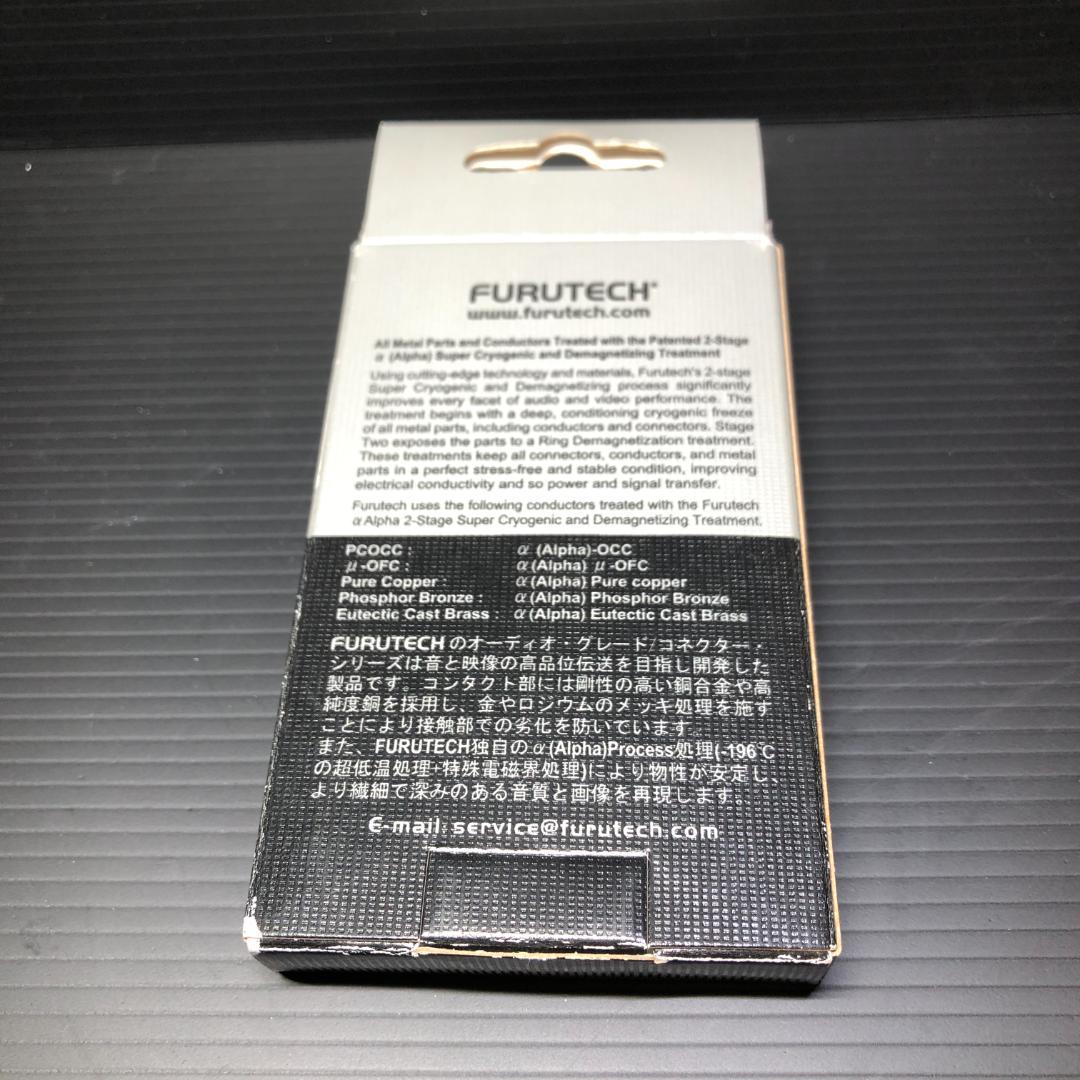 FURUTECH®
www.furutech.com
All Metal Parts and Conductors Treated with the Patented 2-Stage
α (Alpha) Super Cryogenic and Demagnetizing Treatment
Using cutting-edge technology and materials, Furutech's 2-stage
Super Cryogenic and Demagnetizing process significantly
improves every facet of audio and video performance. The
treatment begins with a deep, conditioning cryogenic freeze
of all metal parts, including conductors and connectors. Stage
Two exposes the parts to a Ring Demagnetization treatment.
These treatments keep all connectors, conductors, and metal
parts in a perfect stress-free and stable condition, improving
electrical conductivity and so power and signal transfer.
Furutech uses the following conductors treated with the Furutech
α Alpha 2-Stage Super Cryogenic and Demagnetizing Treatment.
PCOCC : α (Alpha)-OCC
μ-OFC : α (Alpha) μ-OFC
Pure Copper : α (Alpha) Pure copper
Phosphor Bronze : α (Alpha) Phosphor Bronze
Eutectic Cast Brass : α (Alpha) Eutectic Cast Brass
FURUTECHのオーディオ・グレード/コネクター・
シリーズは音と映像の高品位伝送を目指し開発した
製品です。コンタクト部には剛性の高い銅合金や高
純度銅を採用し、金やロジウムのメッキ処理を施す
ことにより接触部での劣化を防いでいます。
また、FURUTECH独自のα(Alpha)Process処理(-196℃
の超低温処理+特殊電磁界処理)により物性が安定し、
より繊細で深みのある音質と画像を再現します。
E-mail: service@furutech.com